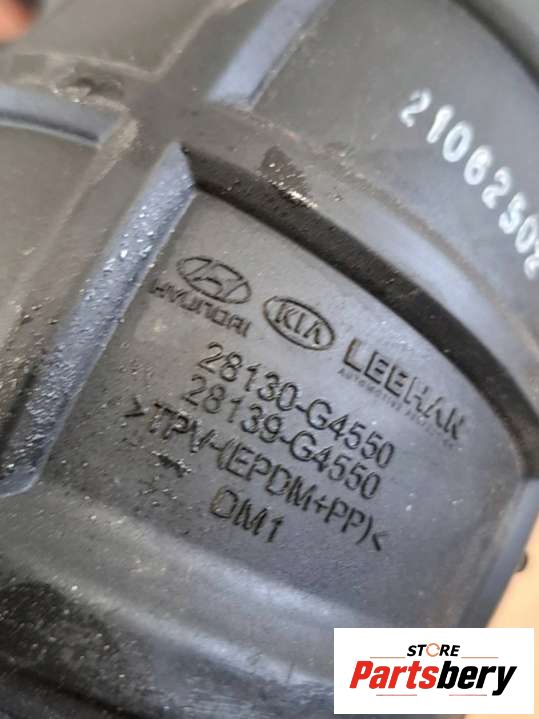 21062502
HYUNDAI
KIA
LEEHAN
28130-G4550
28139-G4550
>TPV-(EPDM+PP)<
DM1
STORE
Partsbery